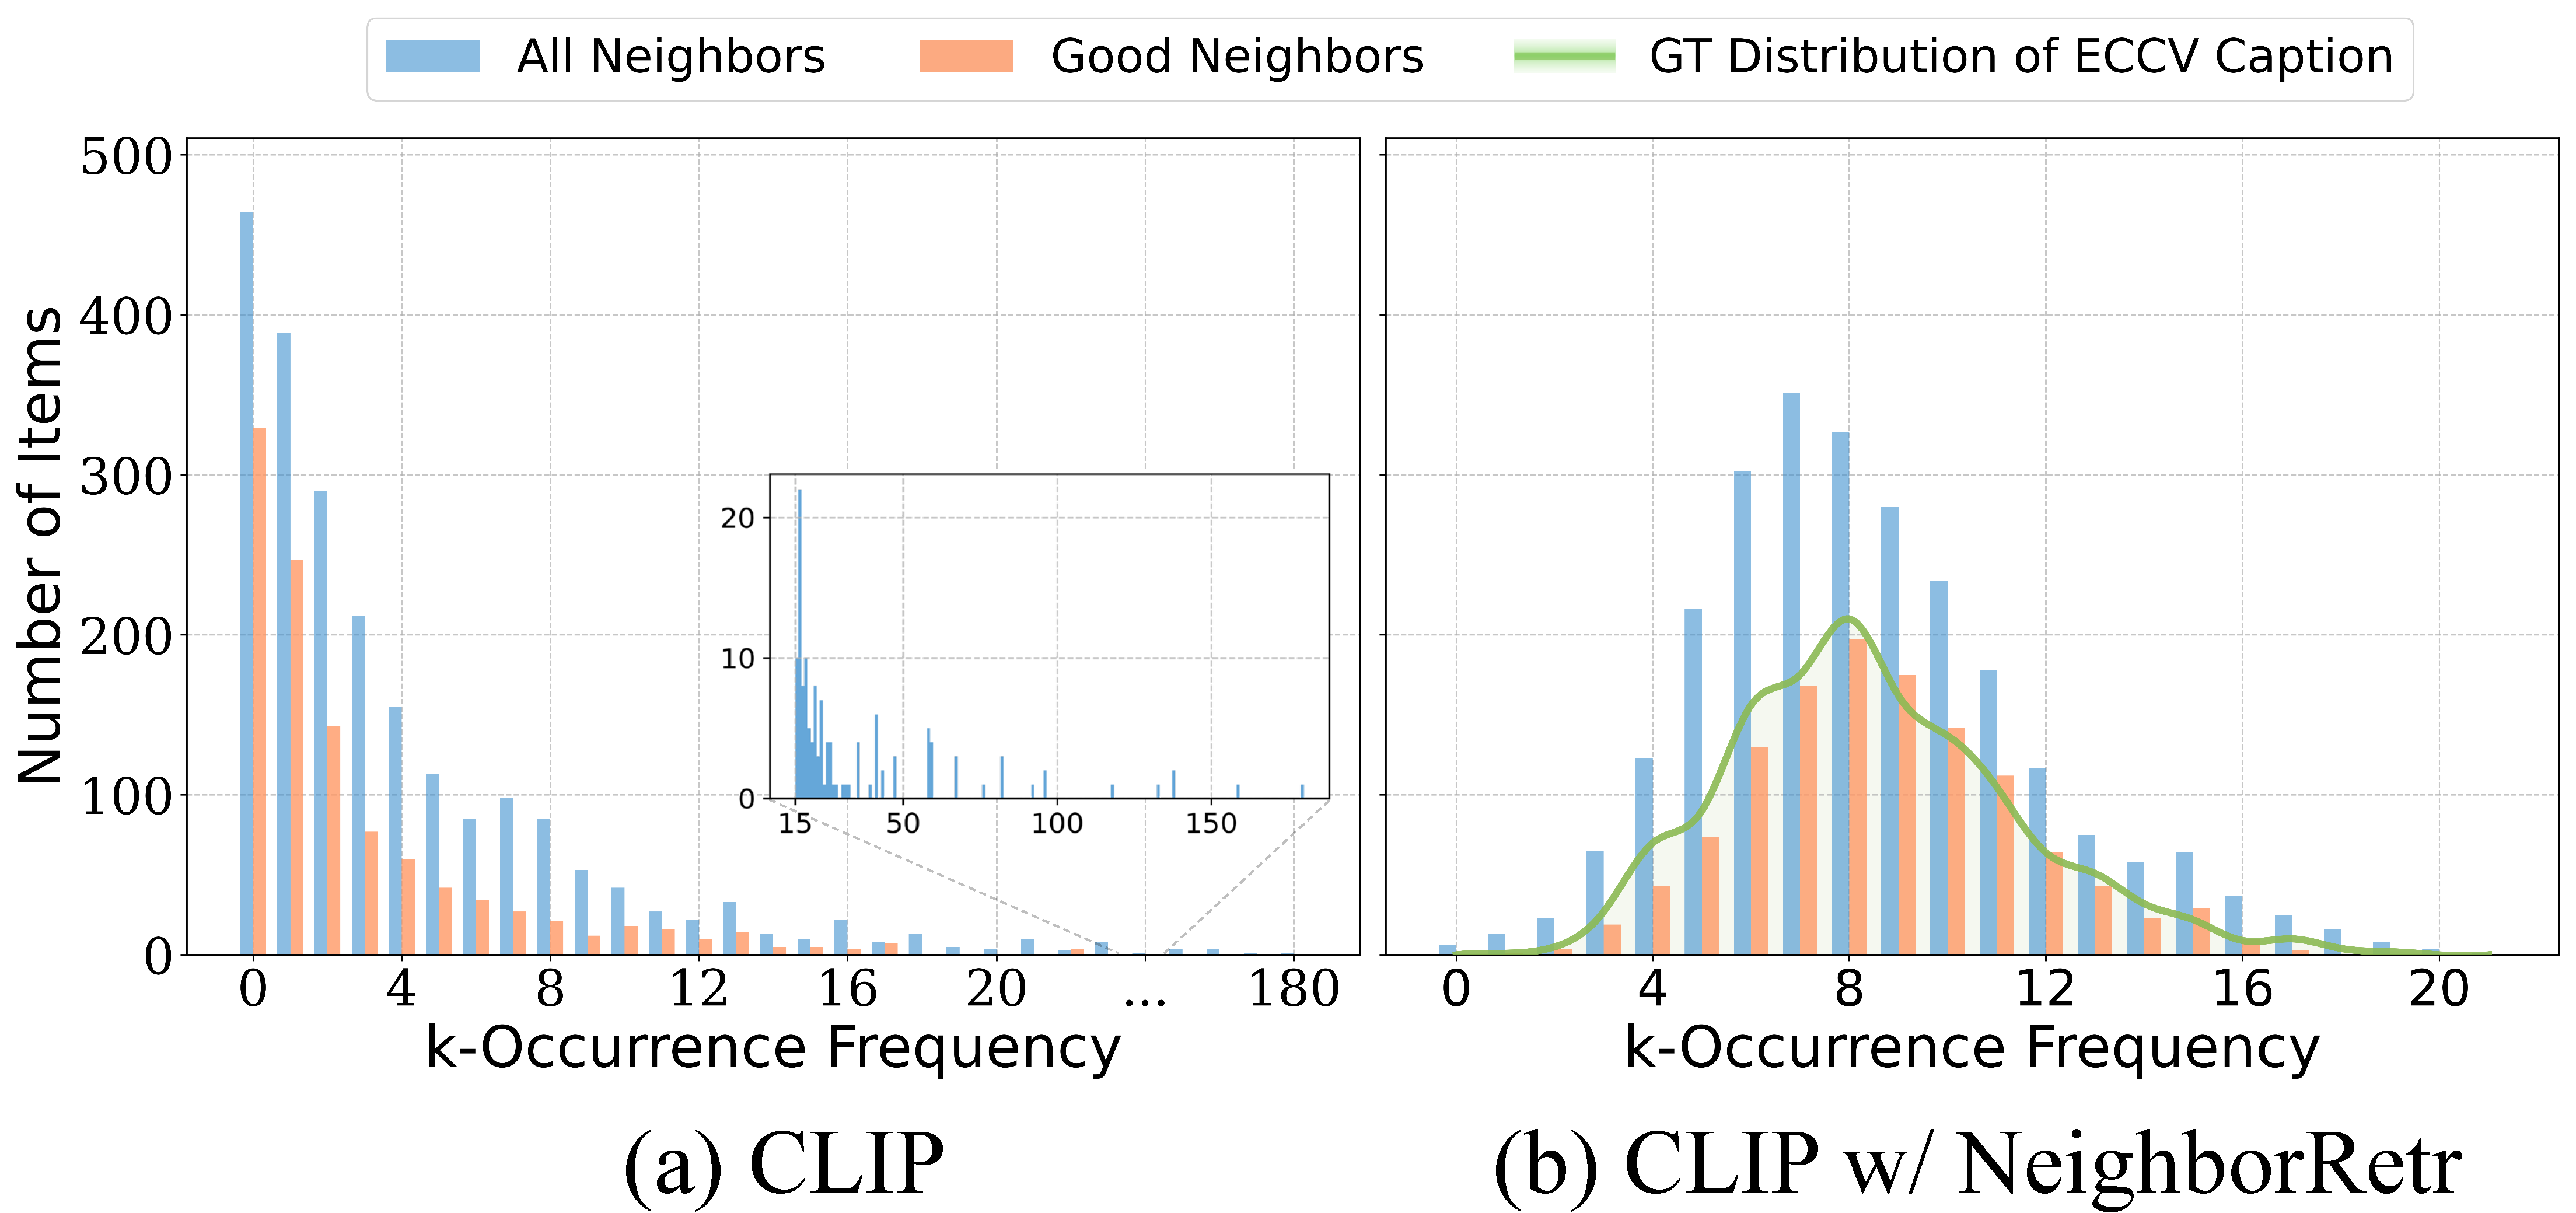 All Neighbors Good Neighbors GT Distribution of ECCV Caption
Number of Items
500
400
300
200
100
0
20
10
0
15 50 100 150
0 4 8 12 16 20 ... 180
0 4 8 12 16 20
k-Occurrence Frequency
k-Occurrence Frequency
(a) CLIP
(b) CLIP w/ NeighborRetr